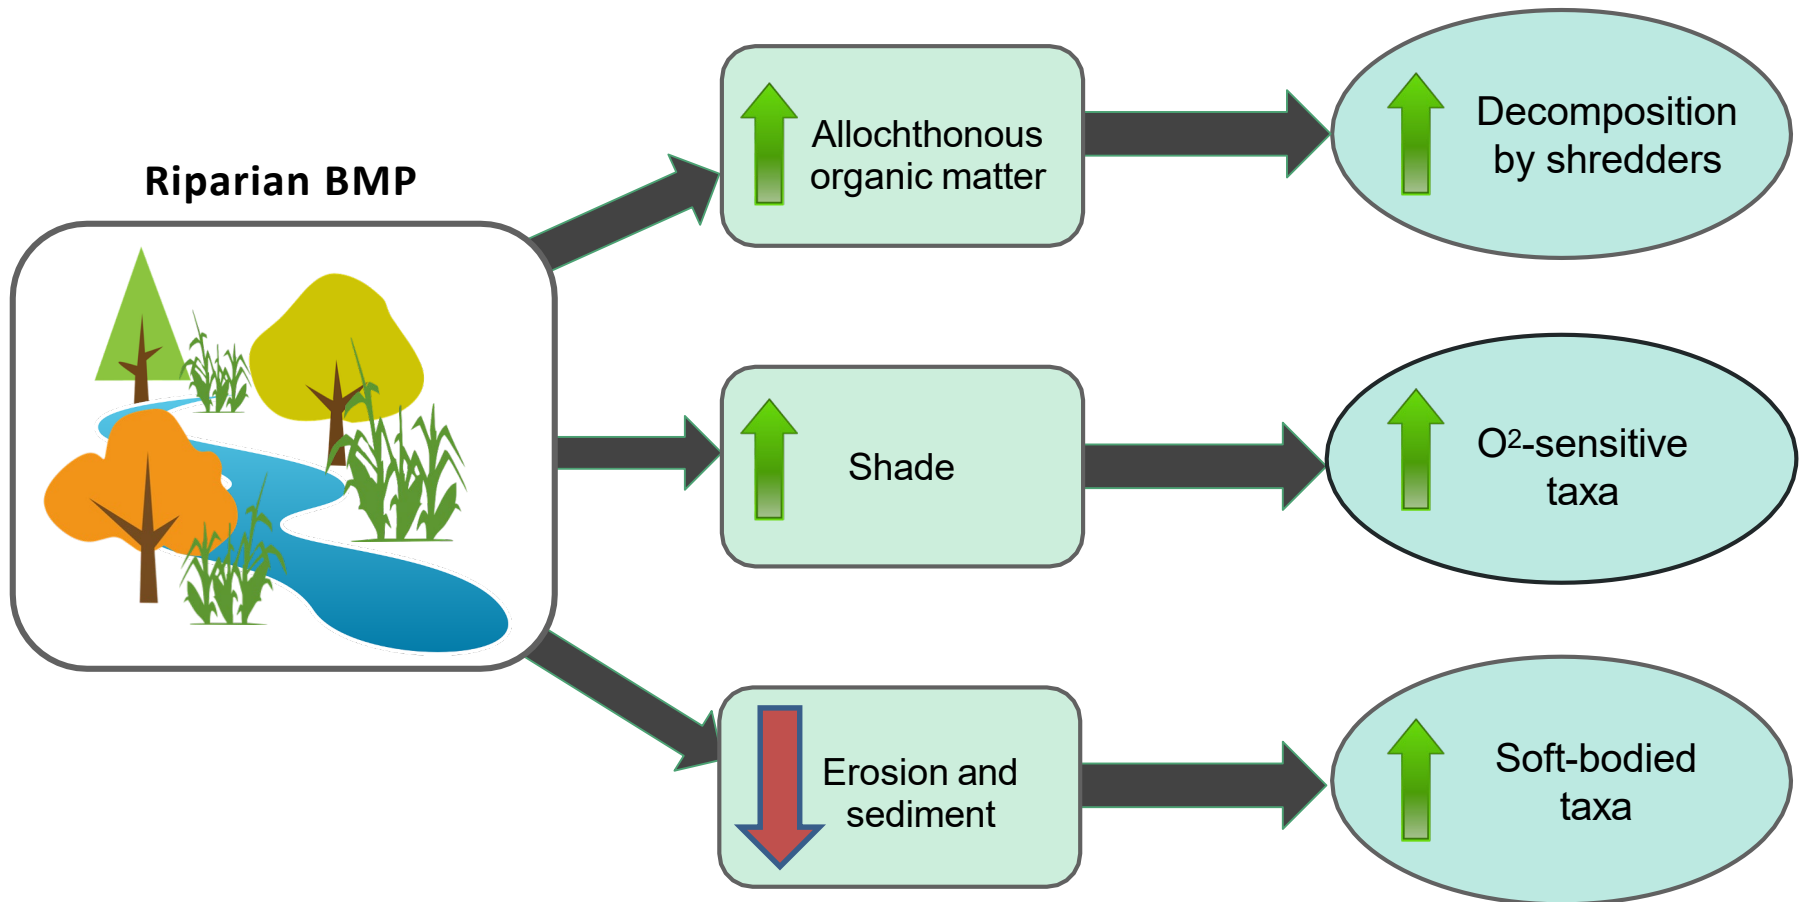 Riparian BMP
Allochthonous
organic matter
Decomposition
by shredders
Shade
O²-sensitive
taxa
Erosion and
sediment
Soft-bodied
taxa